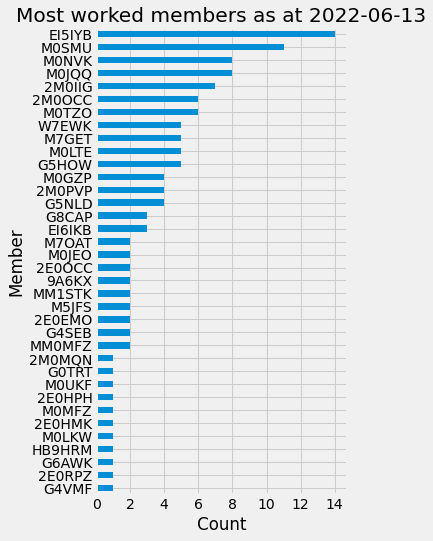 Most worked members as at 2022-06-13
EI5IYB
M0SMU
M0NVK
M0JQQ
2M0IIG
2M0OCC
M0TZO
W7EWK
M7GET
M0LTE
G5HOW
M0GZP
2M0PVP
G5NLD
G8CAP
EI6IKB
M7OAT
M0JEO
2E0OCC
9A6KX
MM1STK
M5JFS
2E0EMO
G4SEB
MM0MFZ
2M0MQN
G0TRT
M0UKF
2E0HPH
M0MFZ
2E0HMK
M0LKW
HB9HRM
G6AWK
2E0RPZ
G4VMF
Member
0 2 4 6 8 10 12 14
Count